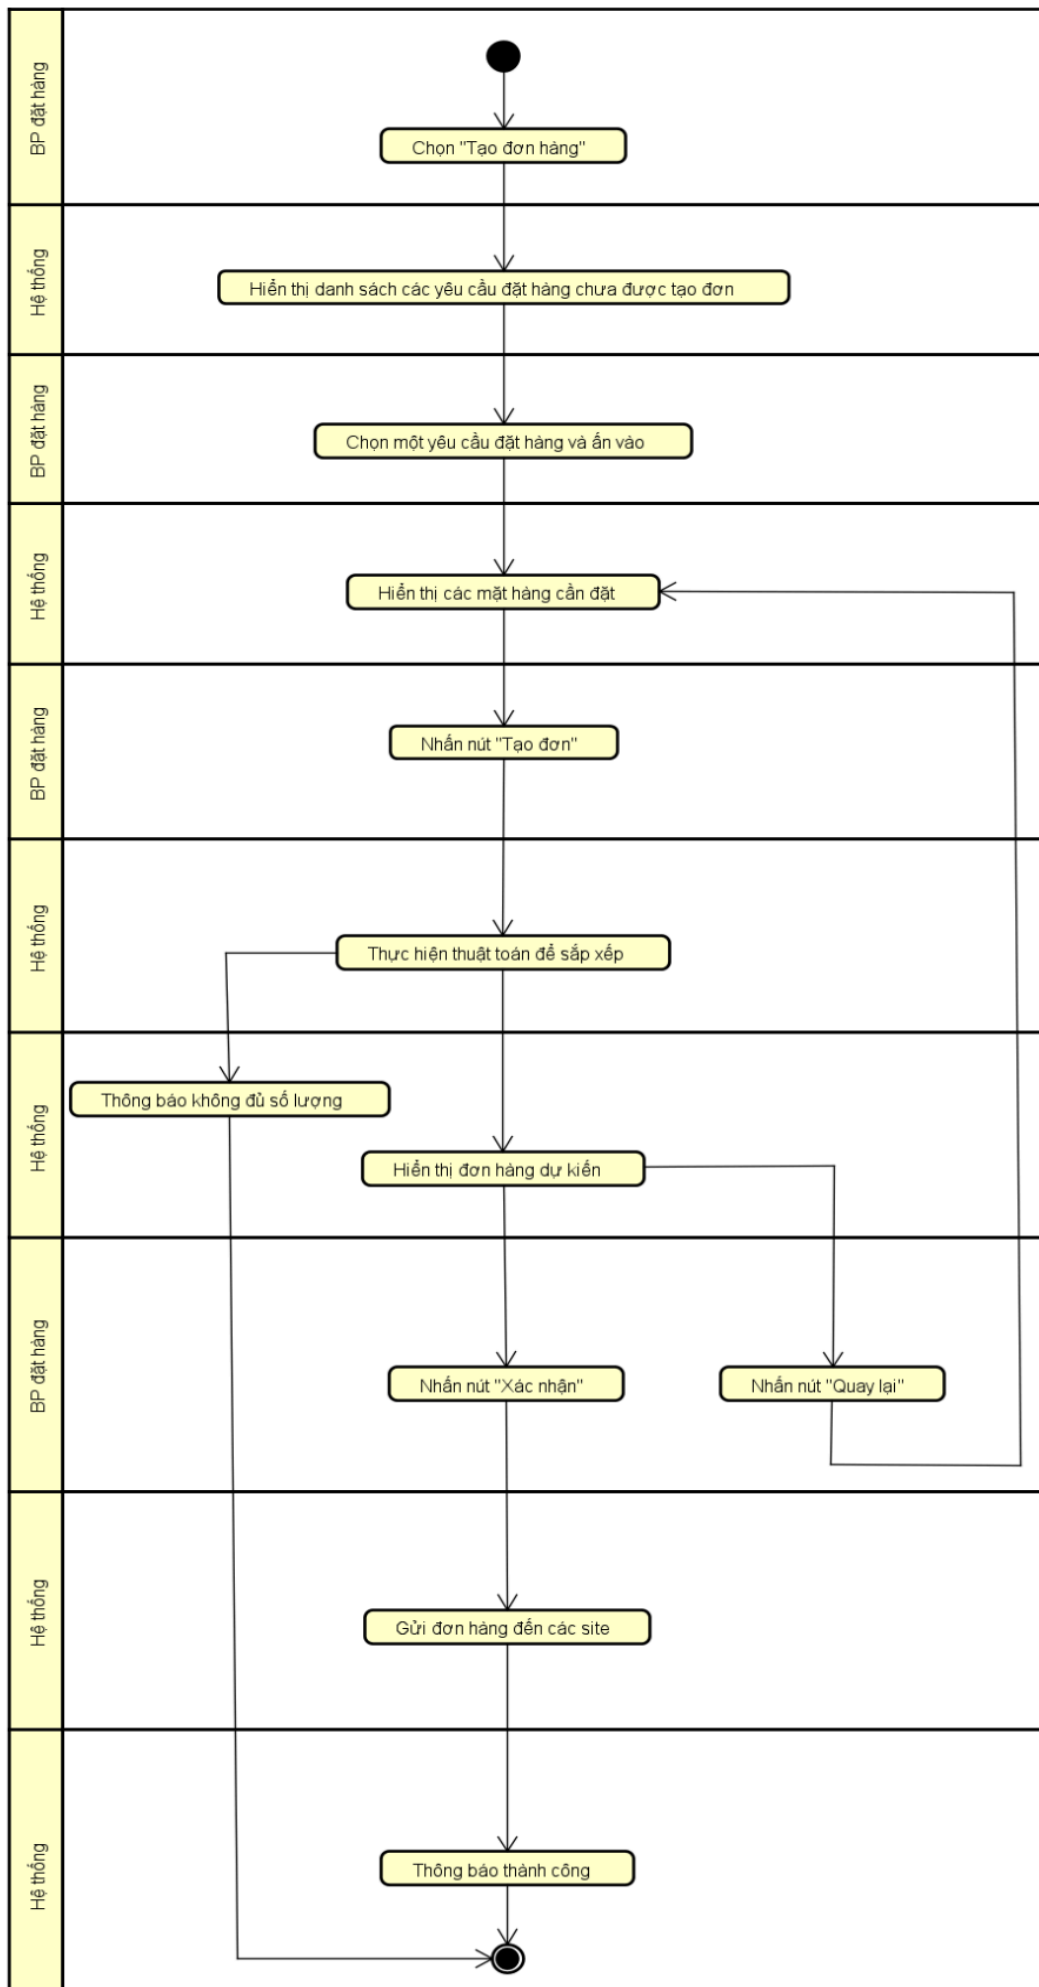 BP đặt hàng
Chọn "Tạo đơn hàng"
Hệ thống
Hiển thị danh sách các yêu cầu đặt hàng chưa được tạo đơn
BP đặt hàng
Chọn một yêu cầu đặt hàng và ấn vào
Hệ thống
Hiển thị các mặt hàng cần đặt
BP đặt hàng
Nhấn nút "Tạo đơn"
Hệ thống
Thực hiện thuật toán để sắp xếp
Hệ thống
Thông báo không đủ số lượng
Hiển thị đơn hàng dự kiến
BP đặt hàng
Nhấn nút "Xác nhận"
Nhấn nút "Quay lại"
Hệ thống
Gửi đơn hàng đến các site
Hệ thống
Thông báo thành công